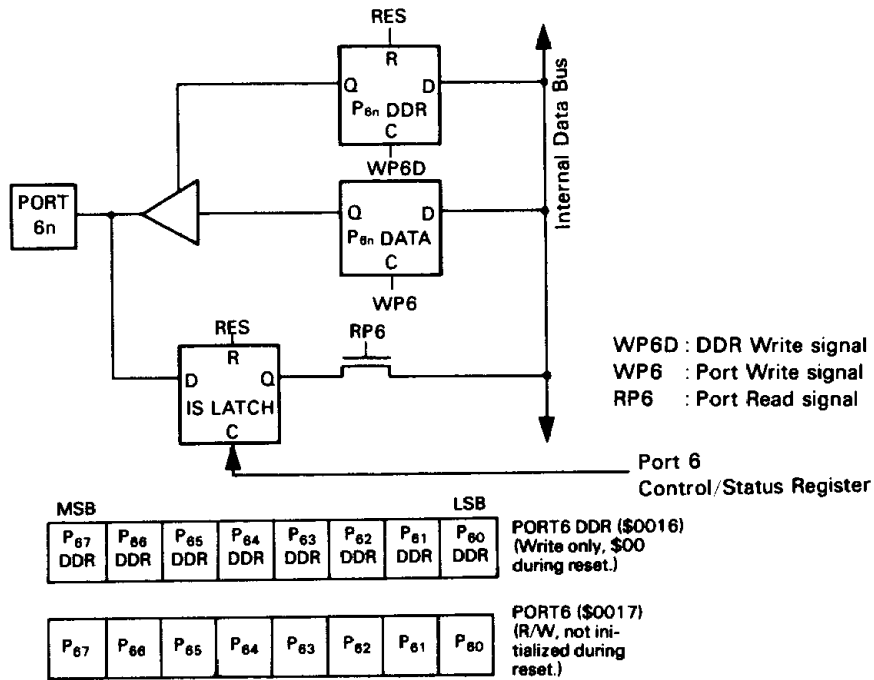 RES
R
Q D
P6n DDR
C
WP6D
Internal Data Bus
PORT
6n
Q D
P6n DATA
C
WP6
RES
R
D Q
IS LATCH
C
RP6
WP6D : DDR Write signal
WP6 : Port Write signal
RP6 : Port Read signal
Port 6
Control/Status Register
MSB LSB
P67 DDR P66 DDR P65 DDR P64 DDR P63 DDR P62 DDR P61 DDR P60 DDR
PORT6 DDR ($0016)
(Write only, $00
during reset.)
P67 P66 P65 P64 P63 P62 P61 P60
PORT6 ($0017)
(R/W, not ini-
tialized during
reset.)